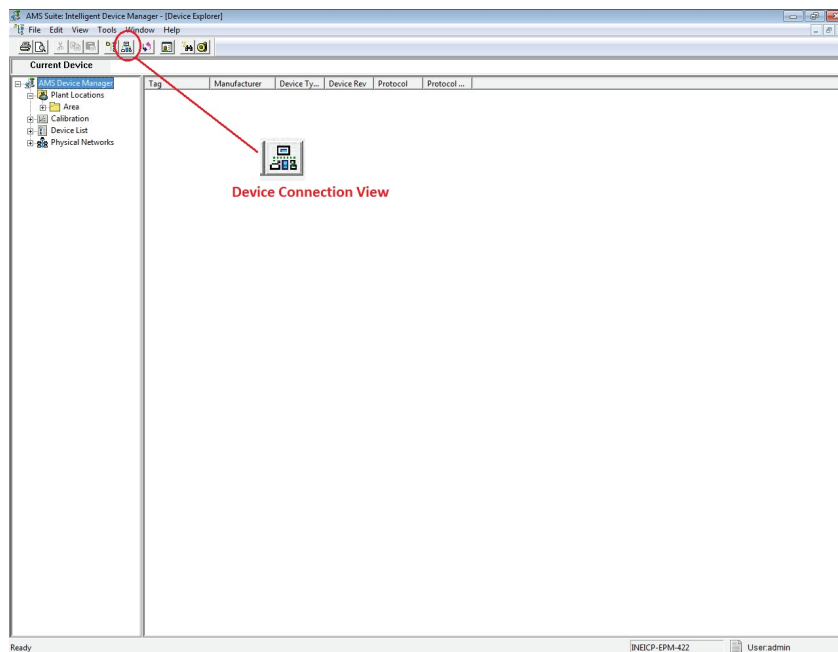 AMS Suite: Intelligent Device Manager - [Device Explorer]
File Edit View Tools Window Help
Current Device
AMS Device Manager
Plant Locations
Area
Calibration
Device List
Physical Networks
Tag Manufacturer Device Ty... Device Rev Protocol Protocol ...
Device Connection View
Ready INEICP-EPM-422 User:admin